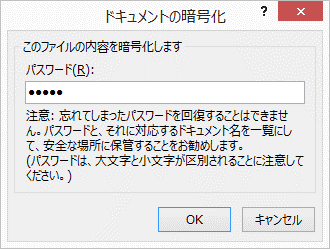 ドキュメントの暗号化
? ×
このファイルの内容を暗号化します
パスワード(R):
●●●●●
注意: 忘れてしまったパスワードを回復することはできませ
ん。パスワードと、それに対応するドキュメント名を一覧にし
て、安全な場所に保管することをお勧めします。
(パスワードは、大文字と小文字が区別されることに注意して
ください。)
OK キャンセル